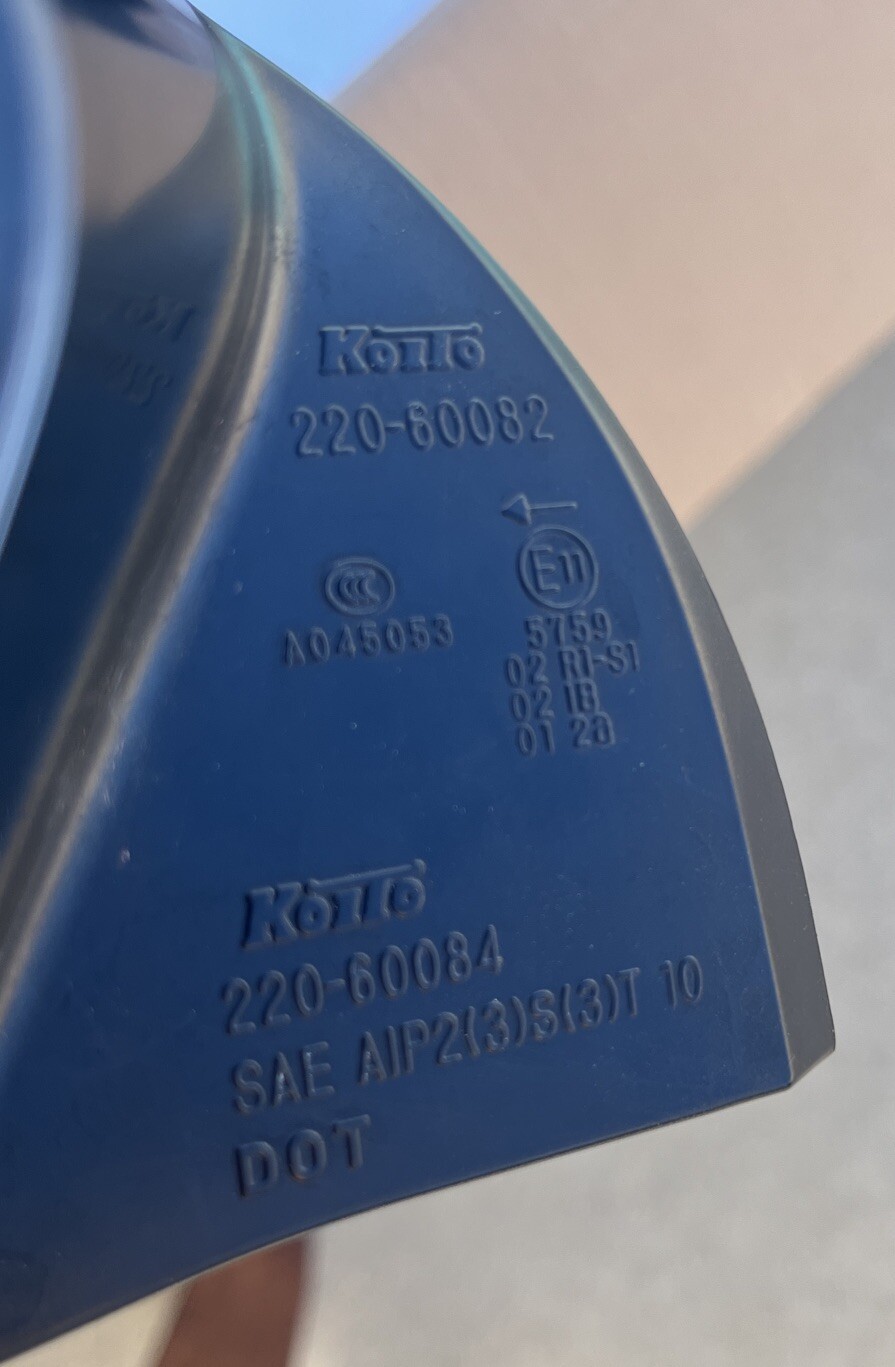 Koito
220-60082
CCC
E11
A045053
5759
02 R1-S1
02 1B
01 2a
Koito
220-60084
SAE AIP2(3)S(3)T 10
DOT